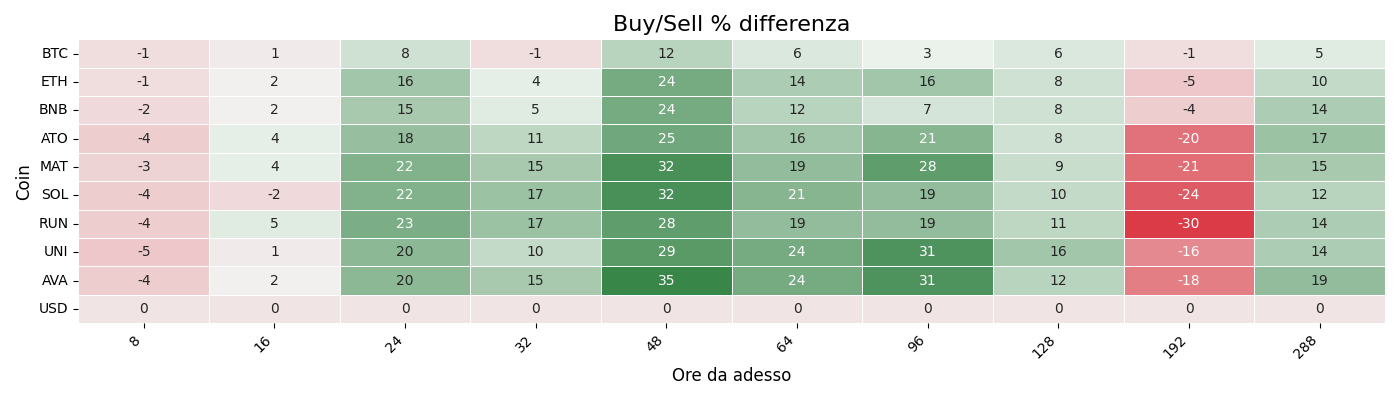 Buy/Sell % differenza
Coin
BTC -1 1 8 -1 12 6 3 6 -1 5
ETH -1 2 16 4 24 14 16 8 -5 10
BNB -2 2 15 5 24 12 7 8 -4 14
ATO -4 4 18 11 25 16 21 8 -20 17
MAT -3 4 22 15 32 19 28 9 -21 15
SOL -4 -2 22 17 32 21 19 10 -24 12
RUN -4 5 23 17 28 19 19 11 -30 14
UNI -5 1 20 10 29 24 31 16 -16 14
AVA -4 2 20 15 35 24 31 12 -18 19
USD 0 0 0 0 0 0 0 0 0 0
8 16 24 32 48 64 96 128 192 288
Ore da adesso